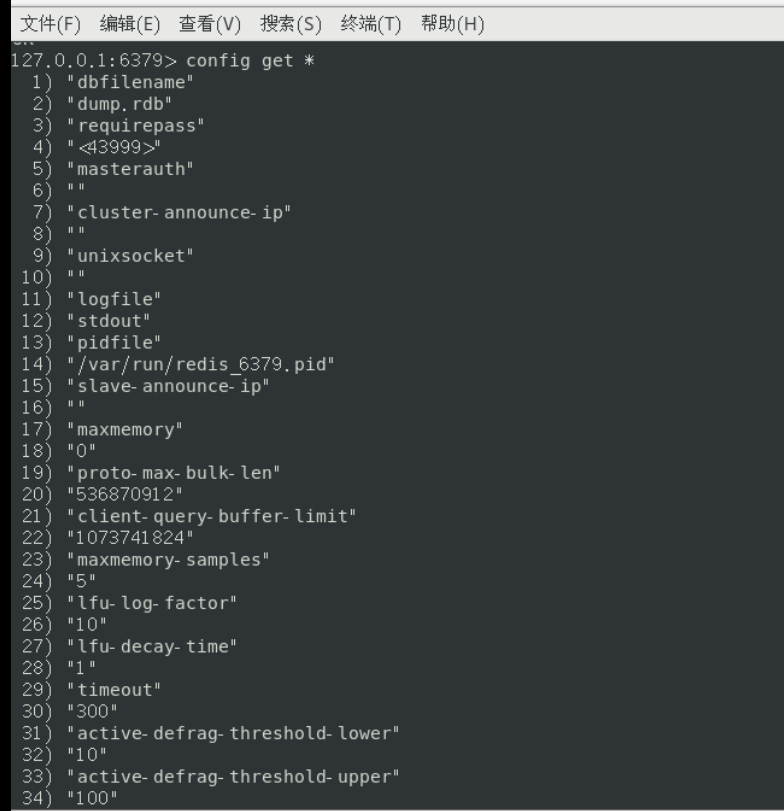 文件(F) 编辑(E) 查看(V) 搜索(S) 终端(T) 帮助(H)
127.0.0.1:6379> config get *
1) "dbfilename"
2) "dump.rdb"
3) "requirepass"
4) "<43999>"
5) "masterauth"
6) ""
7) "cluster-announce-ip"
8) ""
9) "unixsocket"
10) ""
11) "logfile"
12) "stdout"
13) "pidfile"
14) "/var/run/redis_6379.pid"
15) "slave-announce-ip"
16) ""
17) "maxmemory"
18) "0"
19) "proto-max-bulk-len"
20) "536870912"
21) "client-query-buffer-limit"
22) "1073741824"
23) "maxmemory-samples"
24) "5"
25) "lfu-log-factor"
26) "10"
27) "lfu-decay-time"
28) "1"
29) "timeout"
30) "300"
31) "active-defrag-threshold-lower"
32) "10"
33) "active-defrag-threshold-upper"
34) "100"